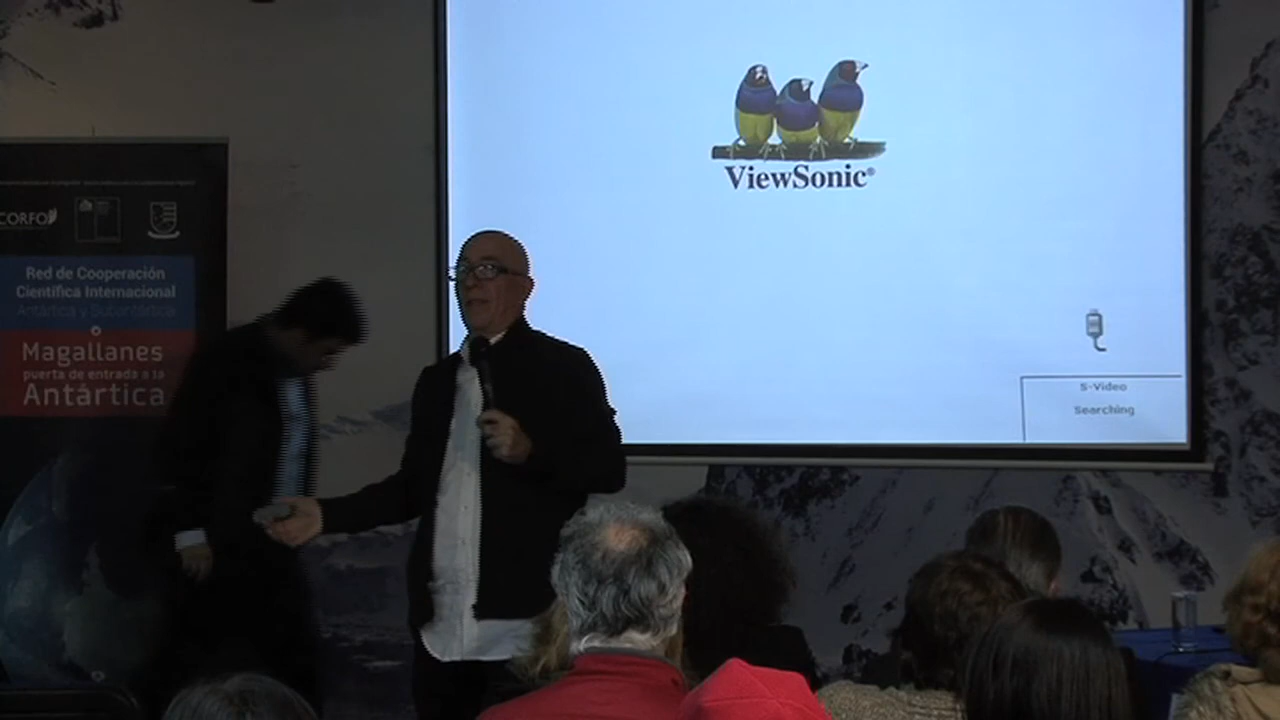 ViewSonic®
CORFO
Red de Cooperación
Científica Internacional
Antártica y Subantártica
Magallanes
puerta de entrada a la
Antártica
S-Video
Searching